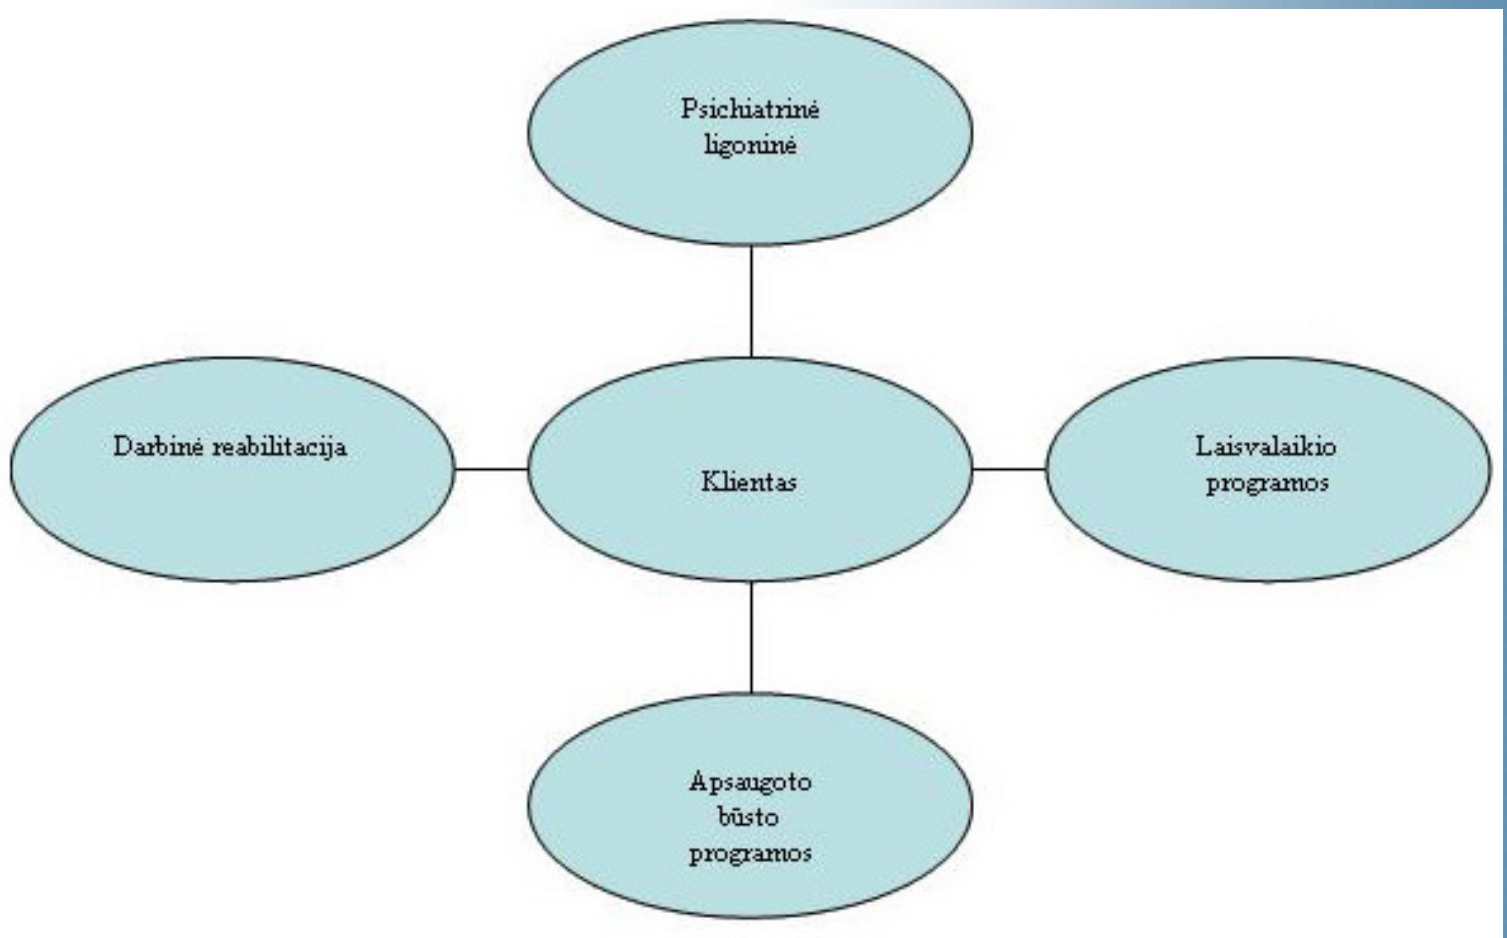 Psichiatrinė
ligoninė
Darbinė reabilitacija
Klientas
Laisvalaikio
programos
Apsaugoto
būsto
programos